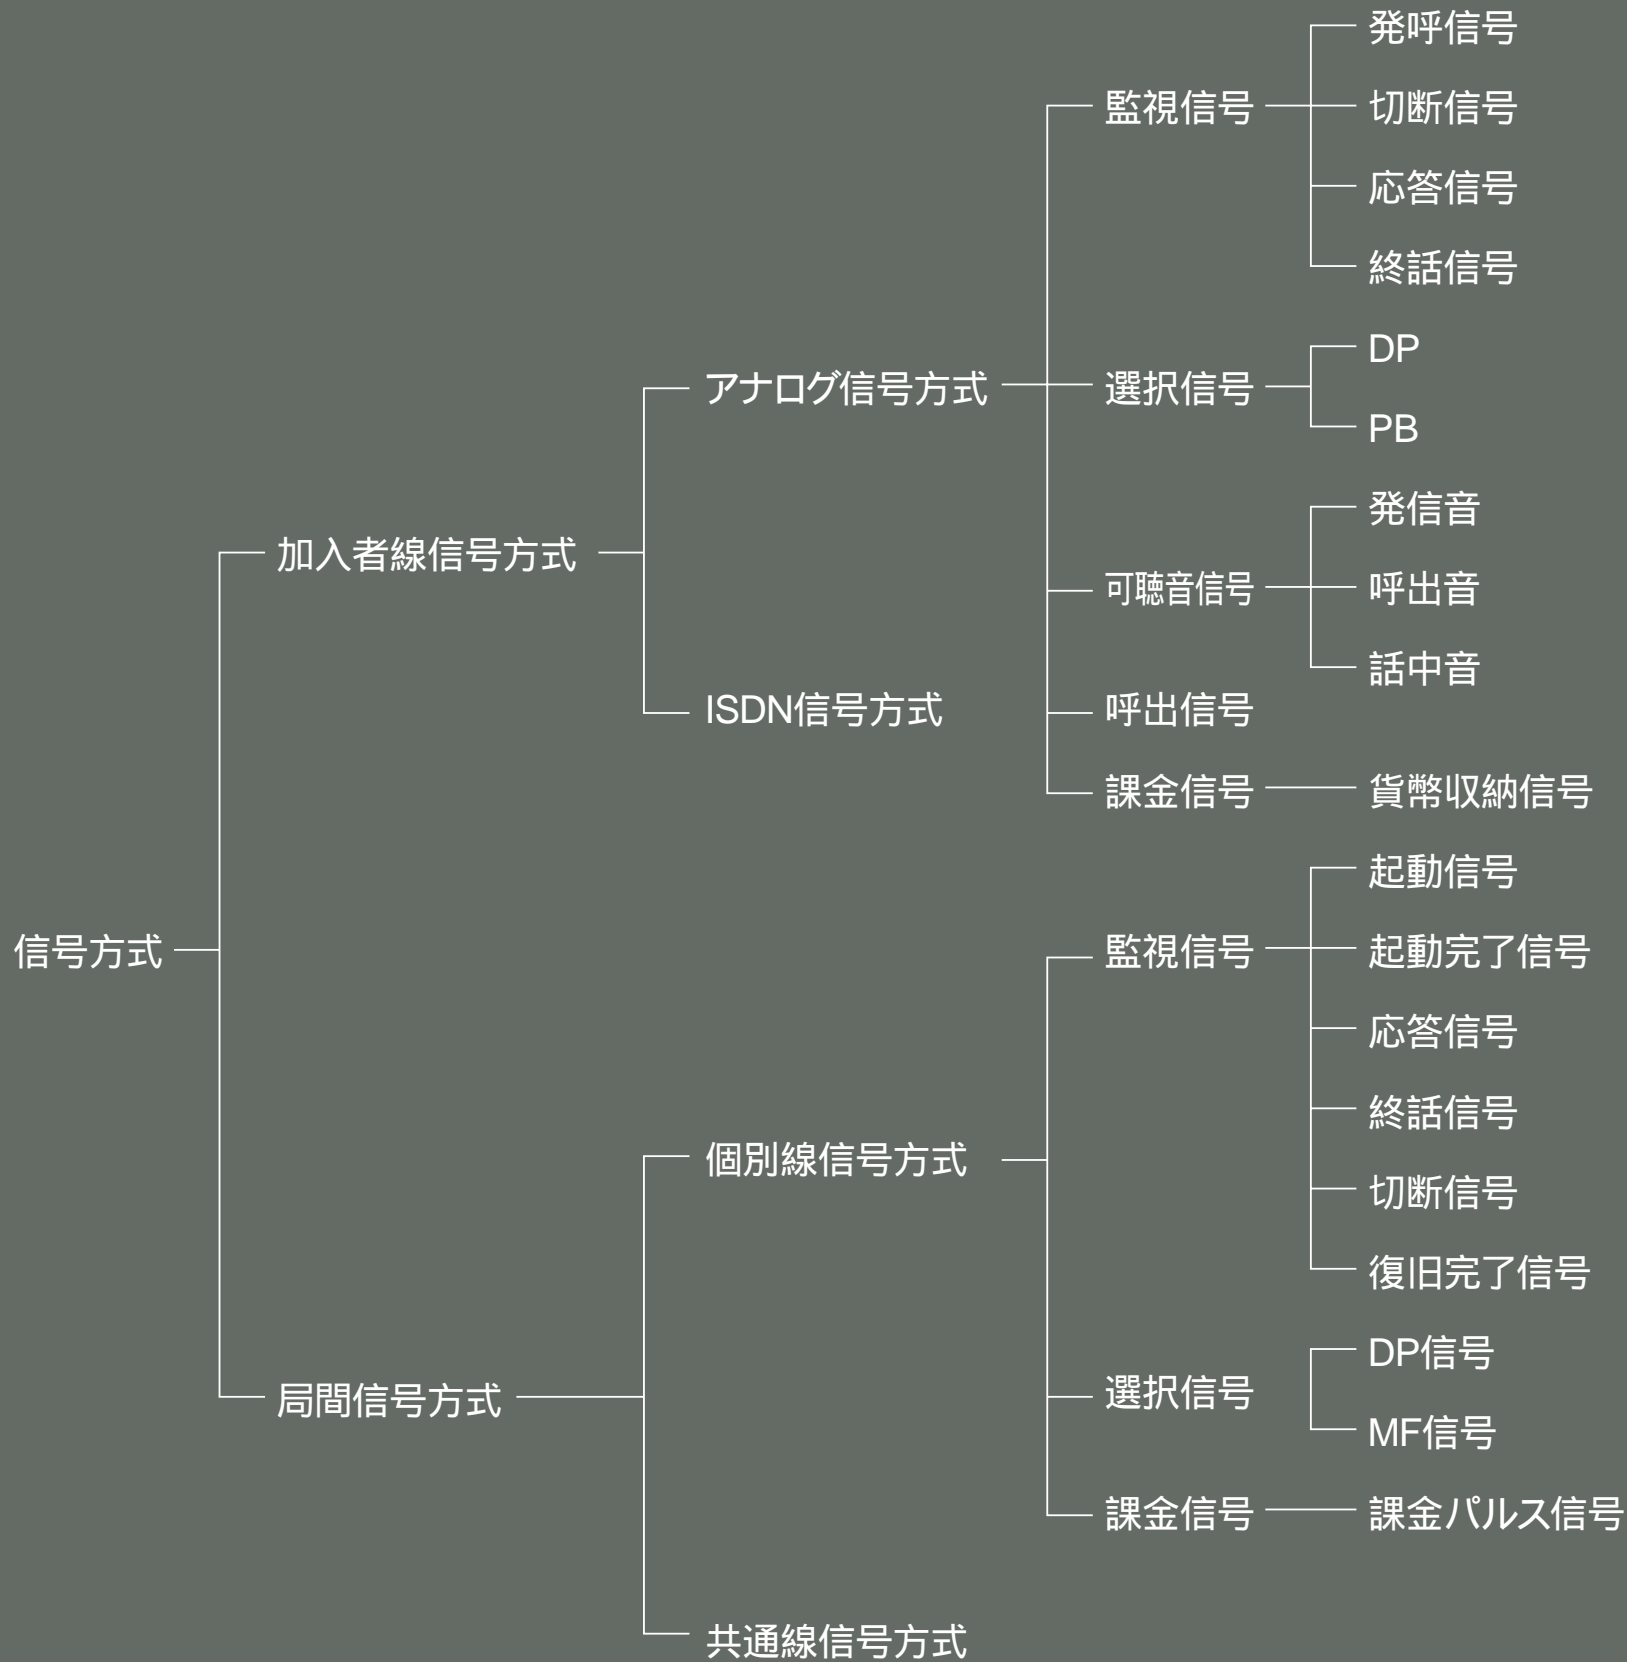 信号方式
加入者線信号方式
アナログ信号方式
監視信号
発呼信号
切断信号
応答信号
終話信号
選択信号
DP
PB
可聴音信号
発信音
呼出音
話中音
呼出信号
課金信号
貨幣収納信号
ISDN信号方式
局間信号方式
個別線信号方式
監視信号
起動信号
起動完了信号
応答信号
終話信号
切断信号
復旧完了信号
選択信号
DP信号
MF信号
課金信号
課金パルス信号
共通線信号方式